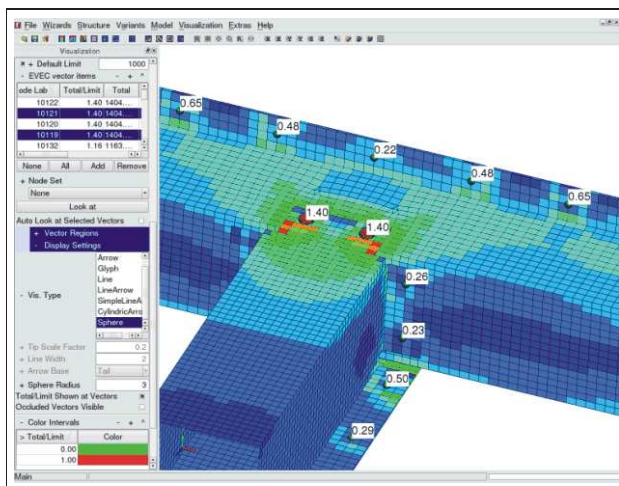 File Wizards Structure Variants Model Visualization Extras Help
Visualization
+ Default Limit 1000
- EVEC vector items - + ^
ode Lab Total/Limit Total
10122 1.40 1404....
10121 1.40 1404....
10120 1.40 1404....
10119 1.40 1404....
10132 1.16 1163....
None All Add Remove
+ Node Set
None
Look at
Auto Look at Selected Vectors
+ Vector Regions
- Display Settings
Arrow
Glyph
Line
LineArrow
SimpleLineA
CylindricArro
Sphere
- Vis. Type
+ Tip Scale Factor 0.2
+ Line Width 2
+ Arrow Base Tail
+ Sphere Radius 3
Total/Limit Shown at Vectors
Occluded Vectors Visible
- Color Intervals - + ^
> Total/Limit Color
0.00
1.00
Main
0.65
0.48
0.22
0.48
0.65
1.40
1.40
0.26
0.23
0.50
0.29